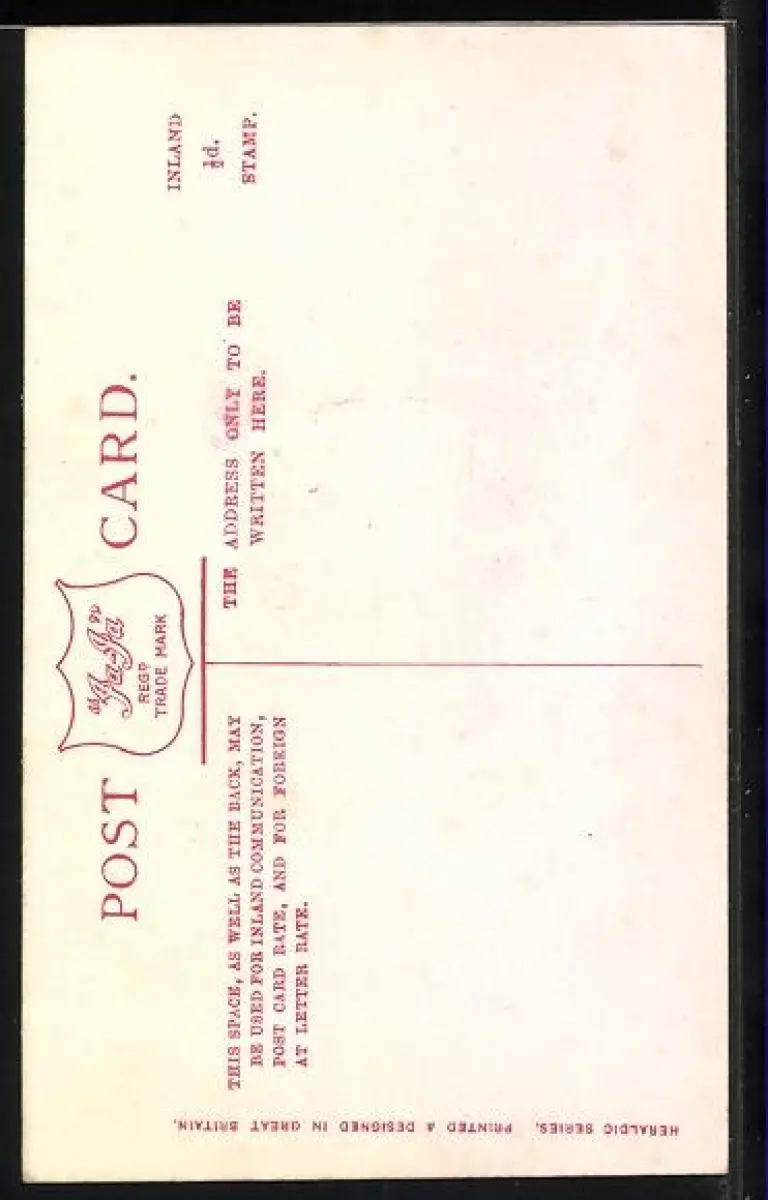 POST CARD.
"Ja-Ja"
REGD
TRADE MARK
INLAND
½d.
STAMP.
THIS SPACE, AS WELL AS THE BACK, MAY
BE USED FOR INLAND COMMUNICATION,
POST CARD RATE, AND FOR FOREIGN
AT LETTER RATE.
THE ADDRESS ONLY TO BE
WRITTEN HERE.
HERALDIC SERIES. PRINTED & DESIGNED IN GREAT BRITAIN.